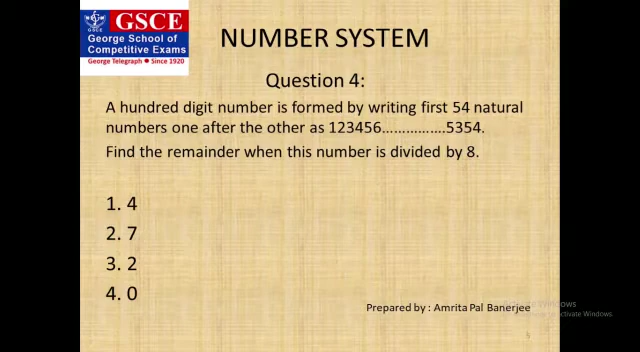 GSCE
GSCE
George School of
Competitive Exams
George Telegraph • Since 1920
NUMBER SYSTEM
Question 4:
A hundred digit number is formed by writing first 54 natural
numbers one after the other as 123456…………….5354.
Find the remainder when this number is divided by 8.
1. 4
2. 7
3. 2
4. 0
Prepared by : Amrita Pal Banerjee
5